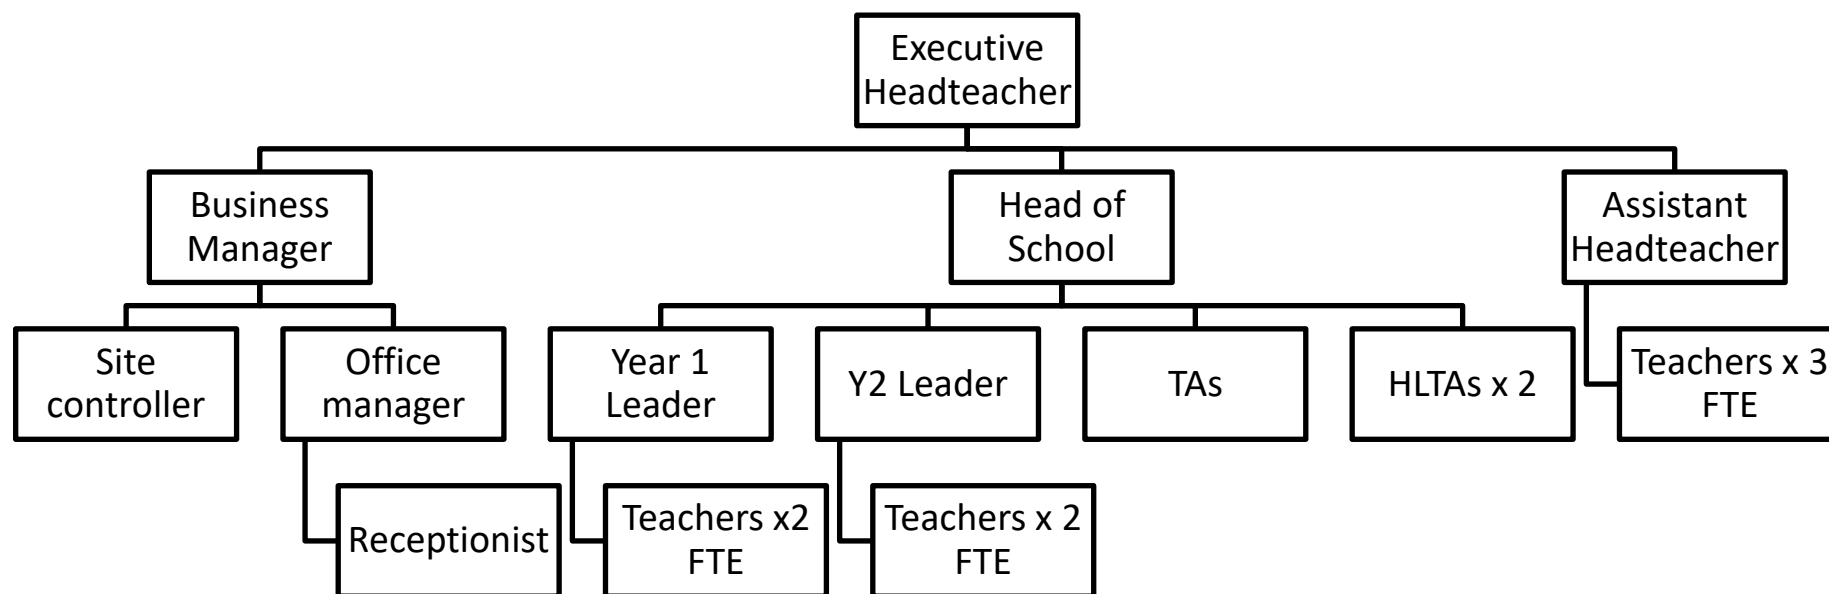 Executive
Headteacher
Business
Manager
Head of
School
Assistant
Headteacher
Site
controller
Office
manager
Year 1
Leader
Y2 Leader
TAs
HLTAs x 2
Teachers x 3
FTE
Receptionist
Teachers x2
FTE
Teachers x 2
FTE